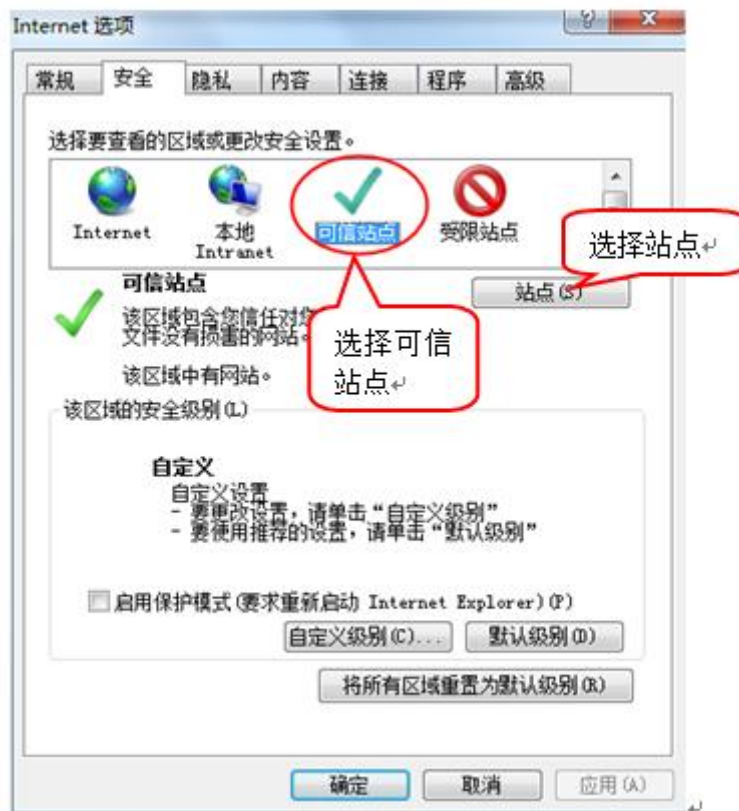 Internet 选项
常规 安全 隐私 内容 连接 程序 高级
选择要查看的区域或更改安全设置。
Internet
本地
Intranet
可信站点
受限站点
选择站点
可信站点
站点(S)
该区域包含您信任对您
文件没有损害的网站。
选择可信
站点
该区域中有网站。
该区域的安全级别(L)
自定义
自定义设置
- 要更改设置，请单击“自定义级别”
- 要使用推荐的设置，请单击“默认级别”
启用保护模式(要求重新启动 Internet Explorer)(P)
自定义级别(C)... 默认级别(D)
将所有区域重置为默认级别(R)
确定 取消 应用(A)